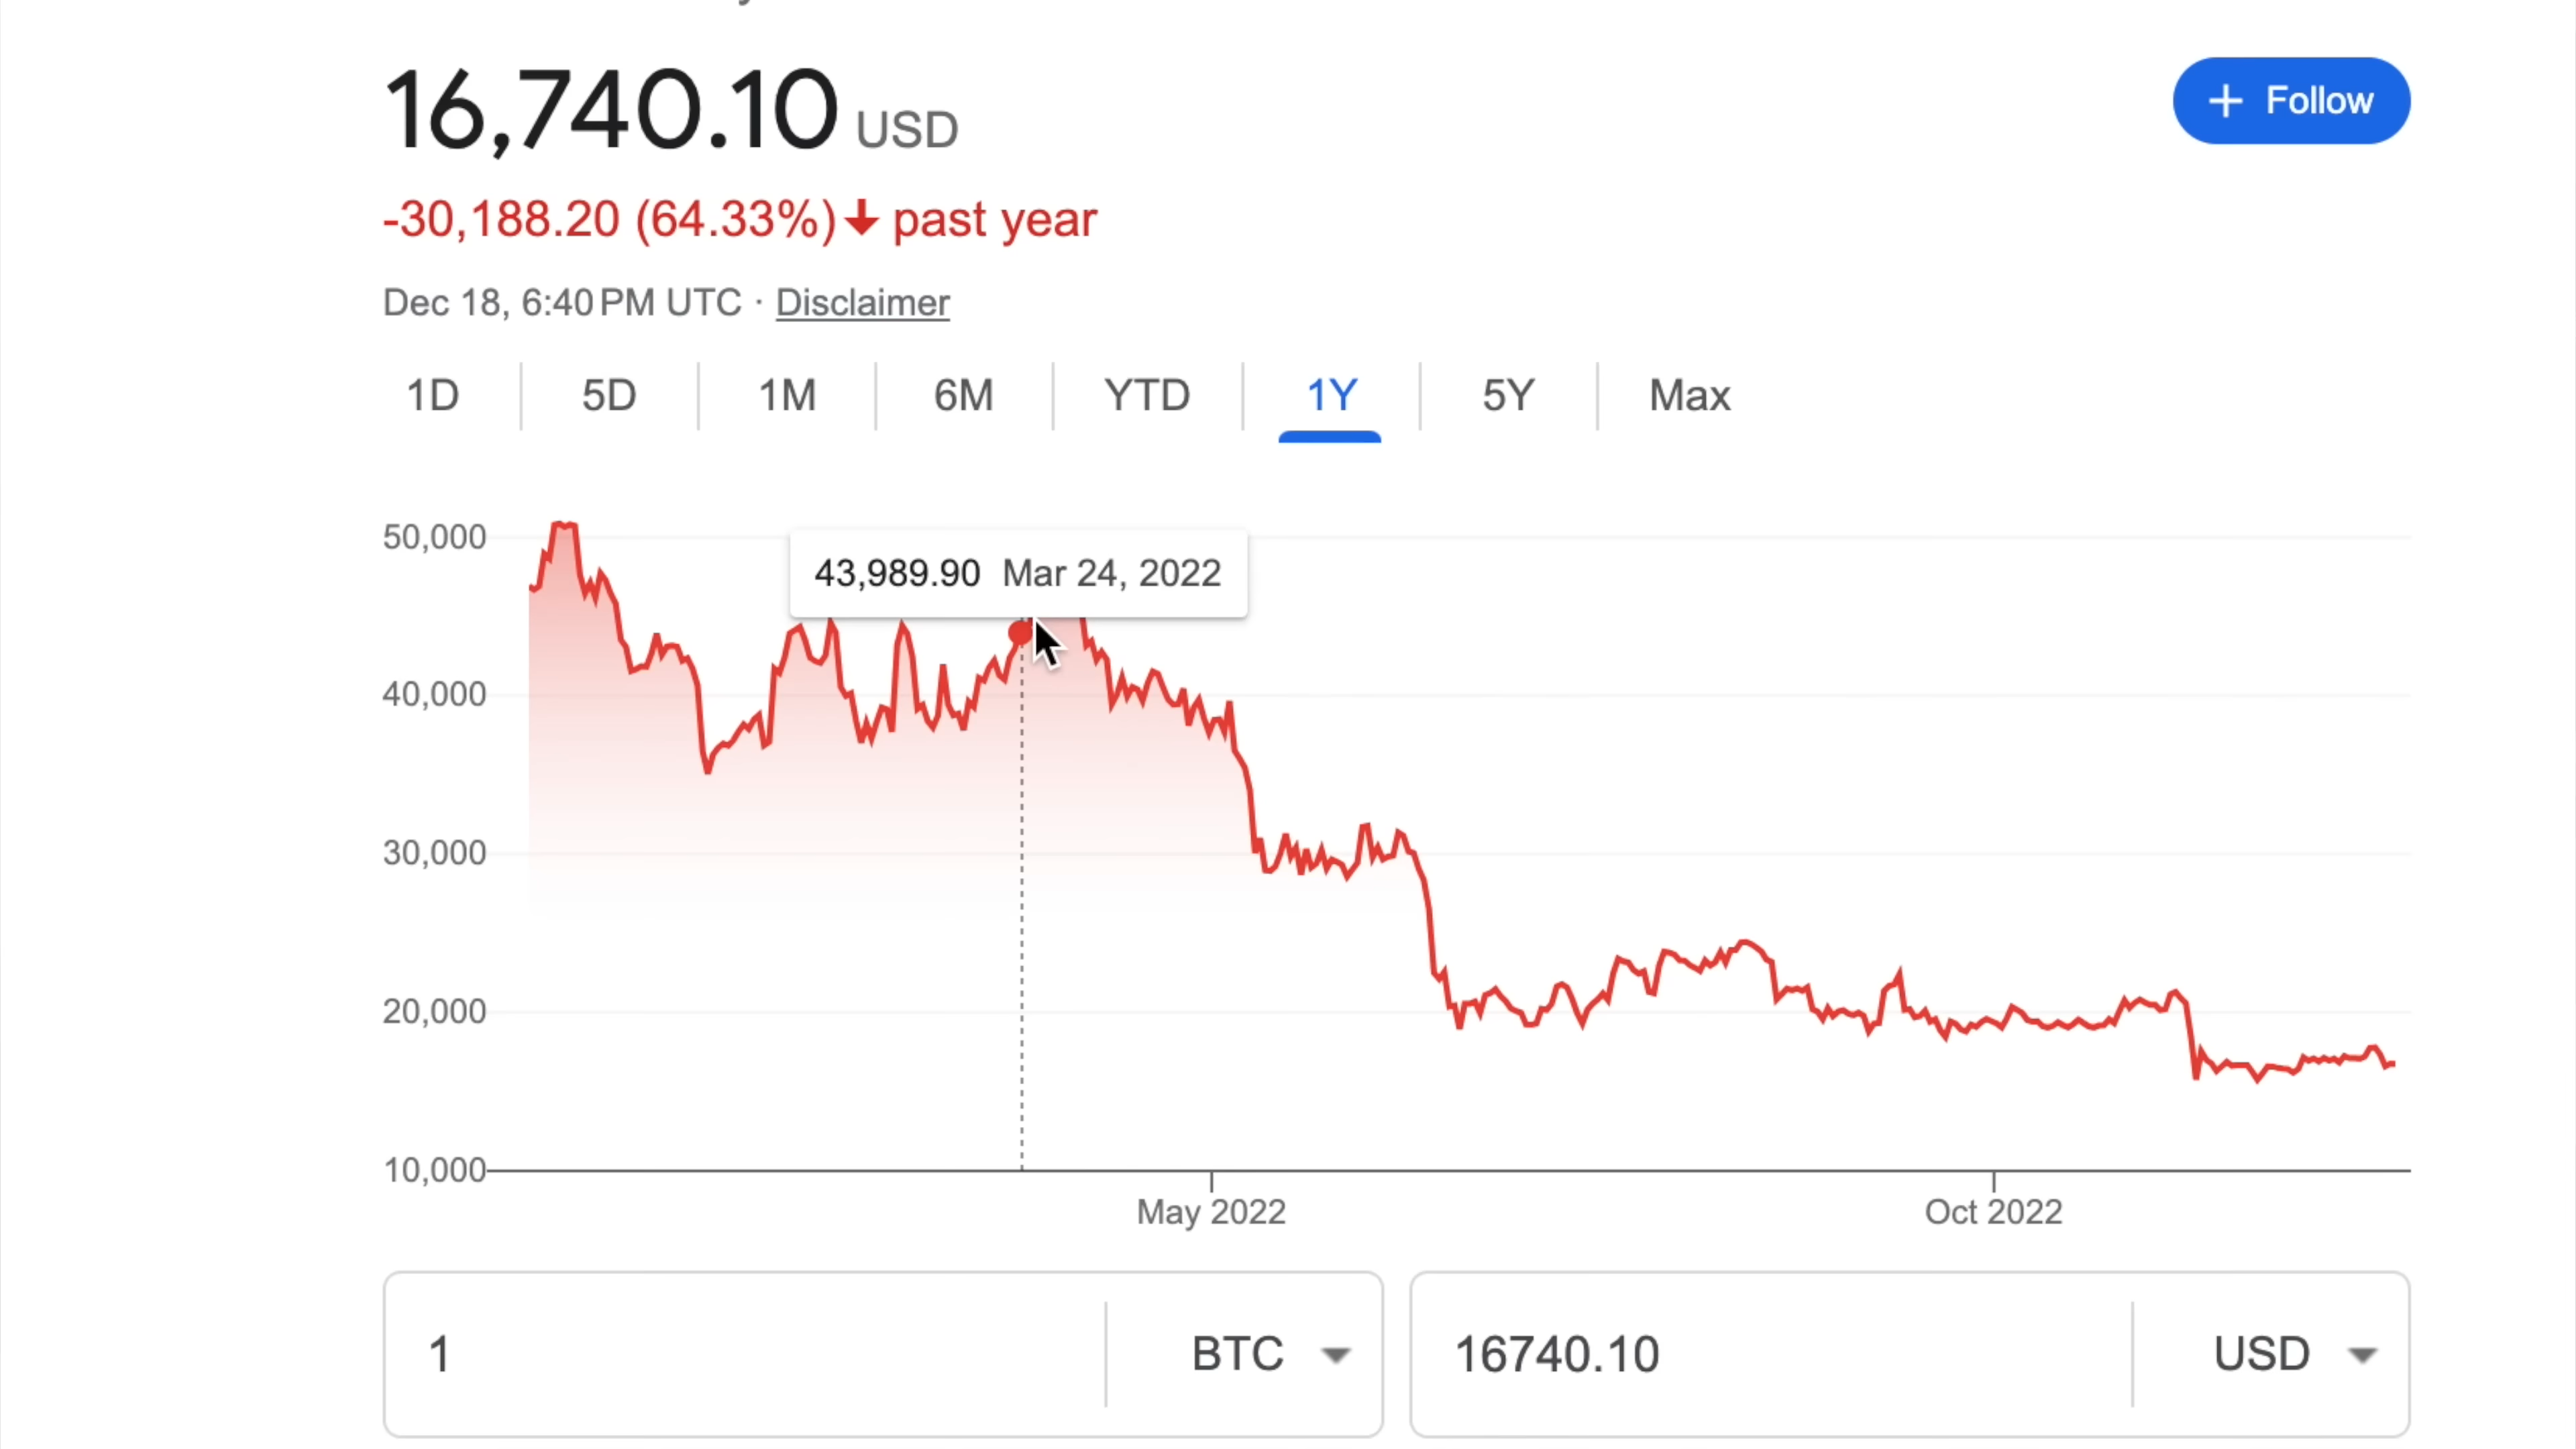 16,740.10 USD
+ Follow
-30,188.20 (64.33%)↓ past year
Dec 18, 6:40 PM UTC · Disclaimer
1D 5D 1M 6M YTD 1Y 5Y Max
50,000
43,989.90 Mar 24, 2022
40,000
30,000
20,000
10,000
May 2022 Oct 2022
1 BTC 16740.10 USD